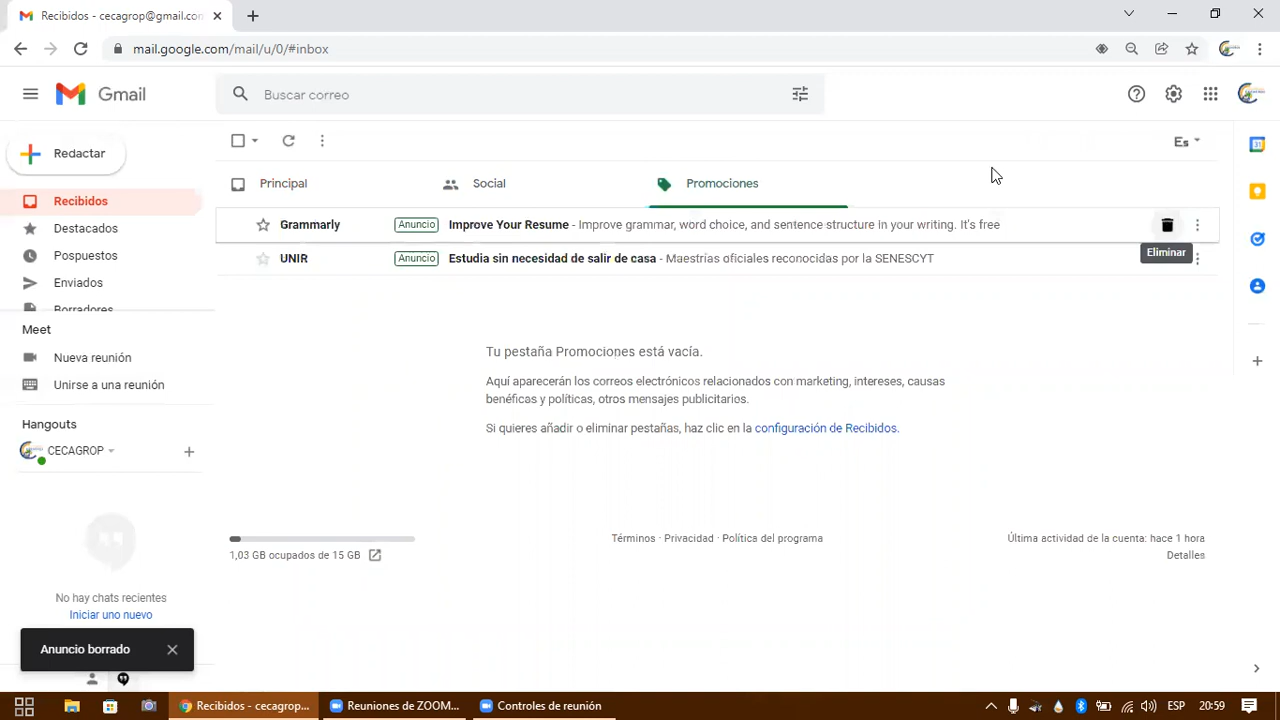 Recibidos - cecagrop@gmail.com
mail.google.com/mail/u/0/#inbox
Gmail
Buscar correo
Redactar
Es
Recibidos
Principal
Social
Promociones
Destacados
Grammarly Anuncio Improve Your Resume - Improve grammar, word choice, and sentence structure in your writing. It's free
Pospuestos
UNIR Anuncio Estudia sin necesidad de salir de casa - Maestrías oficiales reconocidas por la SENESCYT
Eliminar
Enviados
Borradores
Meet
Nueva reunión
Unirse a una reunión
Hangouts
CECAGROP
Tu pestaña Promociones está vacía.
Aquí aparecerán los correos electrónicos relacionados con marketing, intereses, causas
benéficas y políticas, otros mensajes publicitarios.
Si quieres añadir o eliminar pestañas, haz clic en la configuración de Recibidos.
1,03 GB ocupados de 15 GB
Términos · Privacidad · Política del programa
Última actividad de la cuenta: hace 1 hora
Detalles
No hay chats recientes
Iniciar uno nuevo
Anuncio borrado
Recibidos - cecagrop...
Reuniones de ZOOM...
Controles de reunión
ESP
20:59